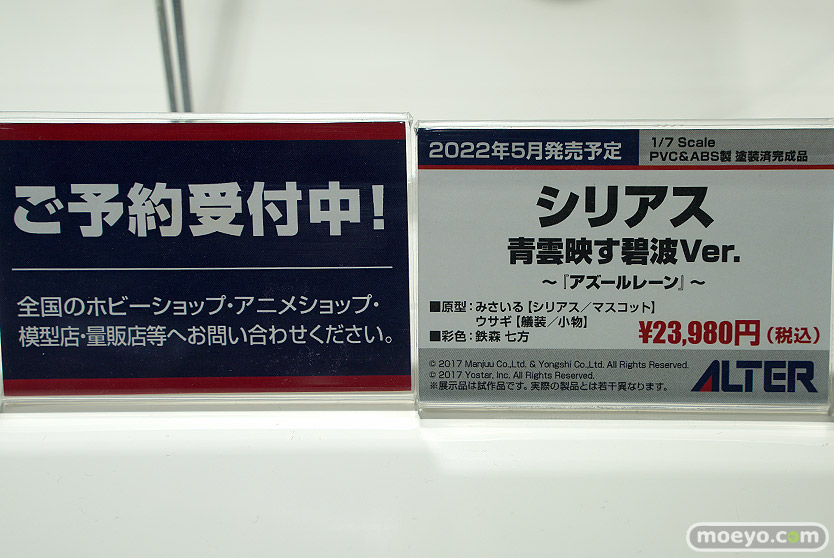 ご予約受付中!
全国のホビーショップ・アニメショップ・
模型店・量販店等へお問い合わせください。
2022年5月発売予定
1/7 Scale
PVC&ABS製 塗装済完成品
シリアス
青雲映す碧波Ver.
～『アズールレーン』～
■原型：みさいる【シリアス／マスコット】
ウサギ【艤装／小物】
■彩色：鉄森 七方
¥23,980円（税込）
© 2017 Manjuu Co.,Ltd. & Yongshi Co.,Ltd. All Rights Reserved.
© 2017 Yostar, Inc. All Rights Reserved.
※展示品は試作品です。実際の製品とは若干異なります。
ALTER
moeyo.com